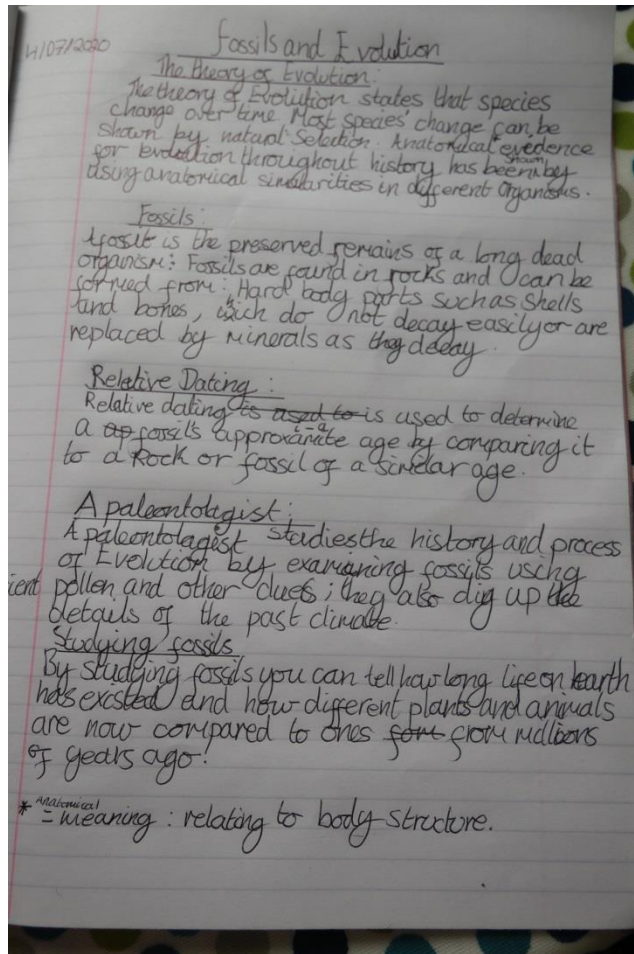 4/07/2020
Fossils and Evolution
The theory of Evolution:
The theory of Evolution states that species
change over time Most species' change can be
shown by natural Selection. Anatomical evedence
for evolution throughout history has been shown by
using anatomical similarities in different Organisms.
Fossils:
A fossil is the preserved remains of a long dead
organism: Fossils are found in rocks and can be
formed from: Hard body parts such as shells
and bones, which do not decay easily or are
replaced by minerals as they decay.
Relative Dating:
Relative dating is used to is used to determine
a ap fossil's approximate age by comparing it
to a Rock or fossil of a similar age.
A paleontologist:
A paleontologist studies the history and process
of Evolution by examining fossils using
ient pollen and other clues; they also dig up the
details of the past climate.
Studying fossils
By studying fossils you can tell how long life on earth
has existed and how different plants and animals
are now compared to ones fom from millions
of years ago!
* Anatomical
= meaning: relating to body structure.